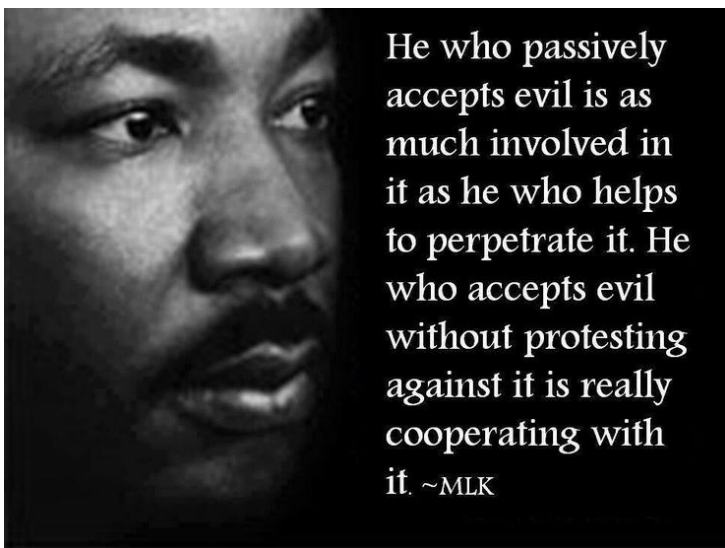 He who passively
accepts evil is as
much involved in
it as he who helps
to perpetrate it. He
who accepts evil
without protesting
against it is really
cooperating with
it. ~MLK